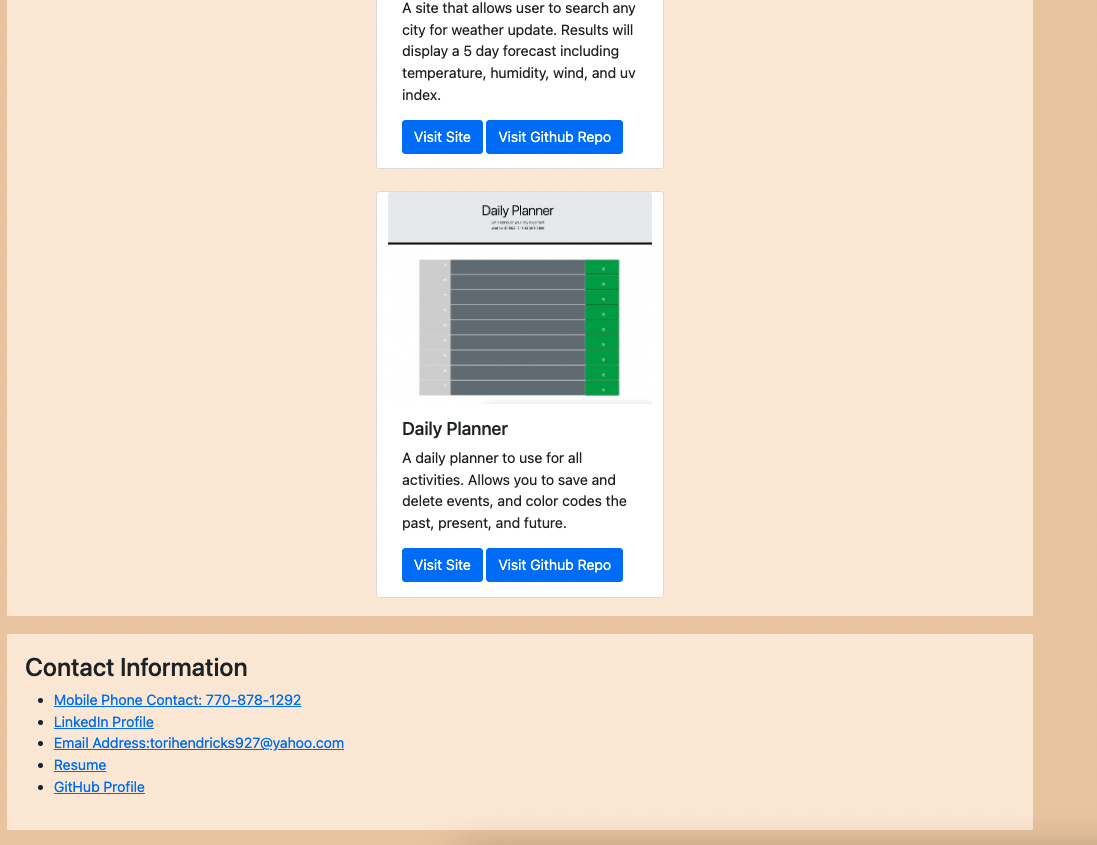 A site that allows user to search any
city for weather update. Results will
display a 5 day forecast including
temperature, humidity, wind, and uv
index.
Visit Site Visit Github Repo
Daily Planner
Daily Planner
A daily planner to use for all
activities. Allows you to save and
delete events, and color codes the
past, present, and future.
Visit Site Visit Github Repo
Contact Information
Mobile Phone Contact: 770-878-1292
LinkedIn Profile
Email Address:torihendricks927@yahoo.com
Resume
GitHub Profile